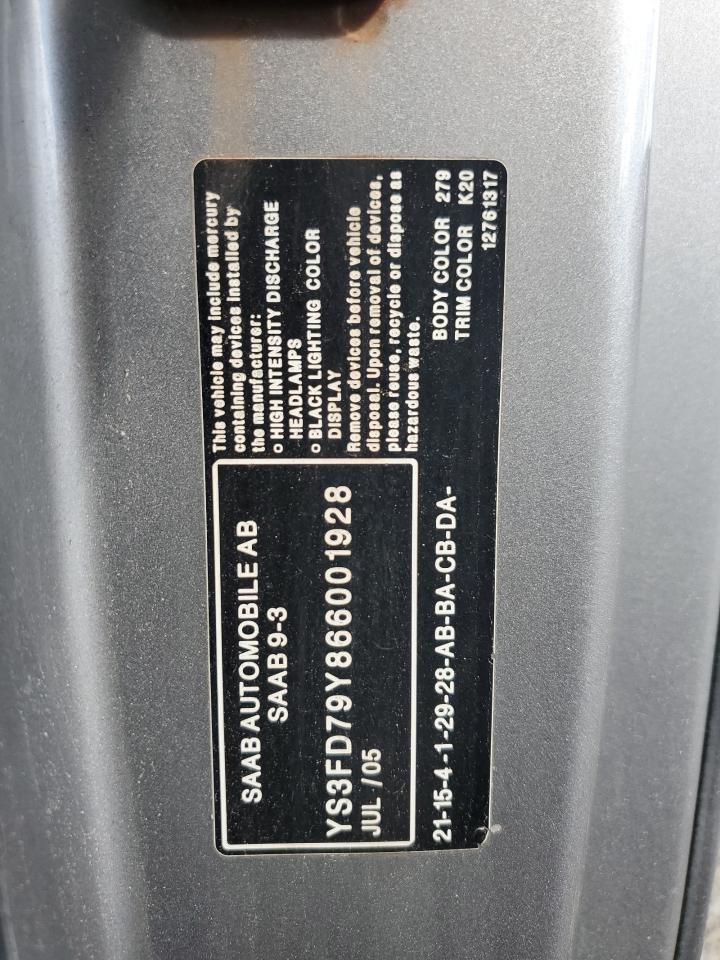 SAAB AUTOMOBILE AB
SAAB 9-3
YS3FD79Y866001928
JUL /05
21-15-4-1-29-28-AB-BA-CB-DA-
This vehicle may include mercury
containing devices installed by
the manufacturer:
o HIGH INTENSITY DISCHARGE
HEADLAMPS
o BLACK LIGHTING COLOR
DISPLAY
Remove devices before vehicle
disposal. Upon removal of devices,
please reuse, recycle or dispose as
hazardous waste.
BODY COLOR 279
TRIM COLOR K20
12761317